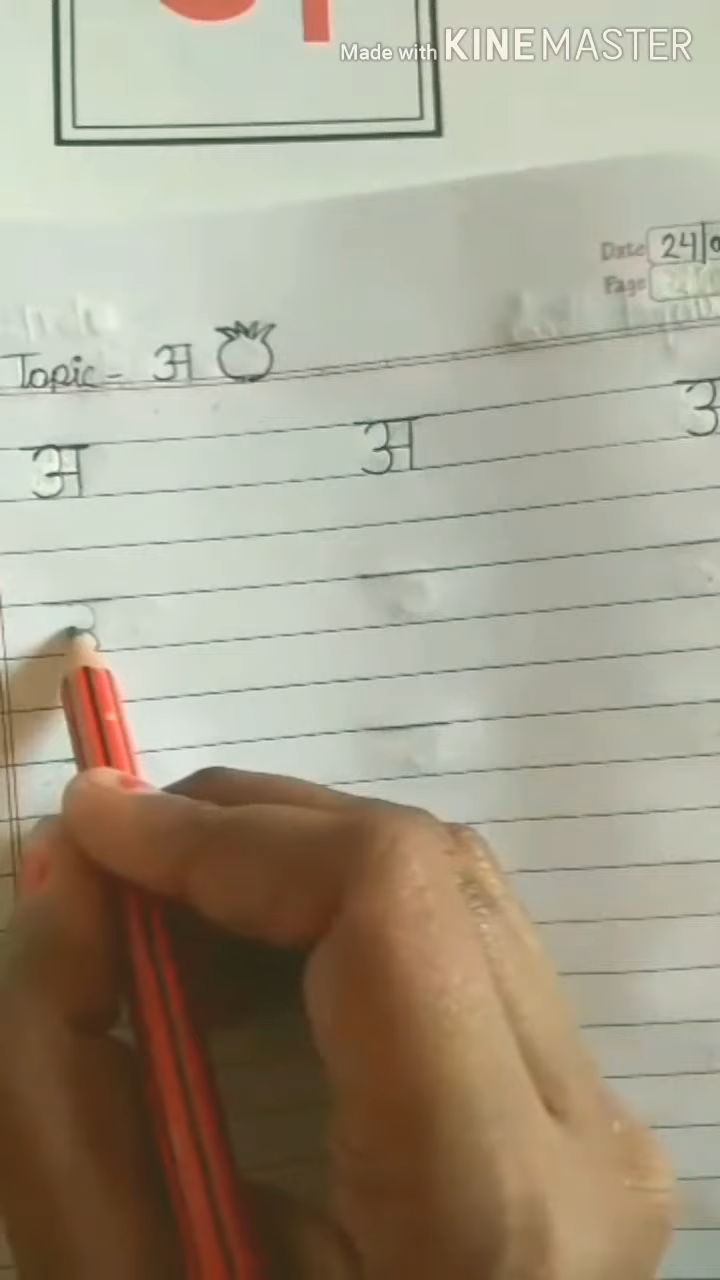 Made with KINEMASTER
Date 24
Page
Topic - अ
अ अ